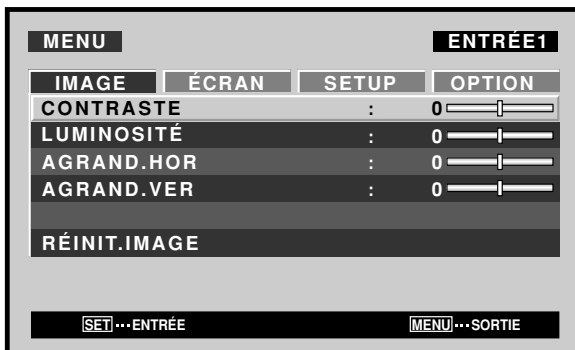 MENU ENTRÉE1
IMAGE ÉCRAN SETUP OPTION
CONTRASTE : 0
LUMINOSITÉ : 0
AGRAND.HOR : 0
AGRAND.VER : 0
RÉINIT.IMAGE
SET···ENTRÉE MENU···SORTIE